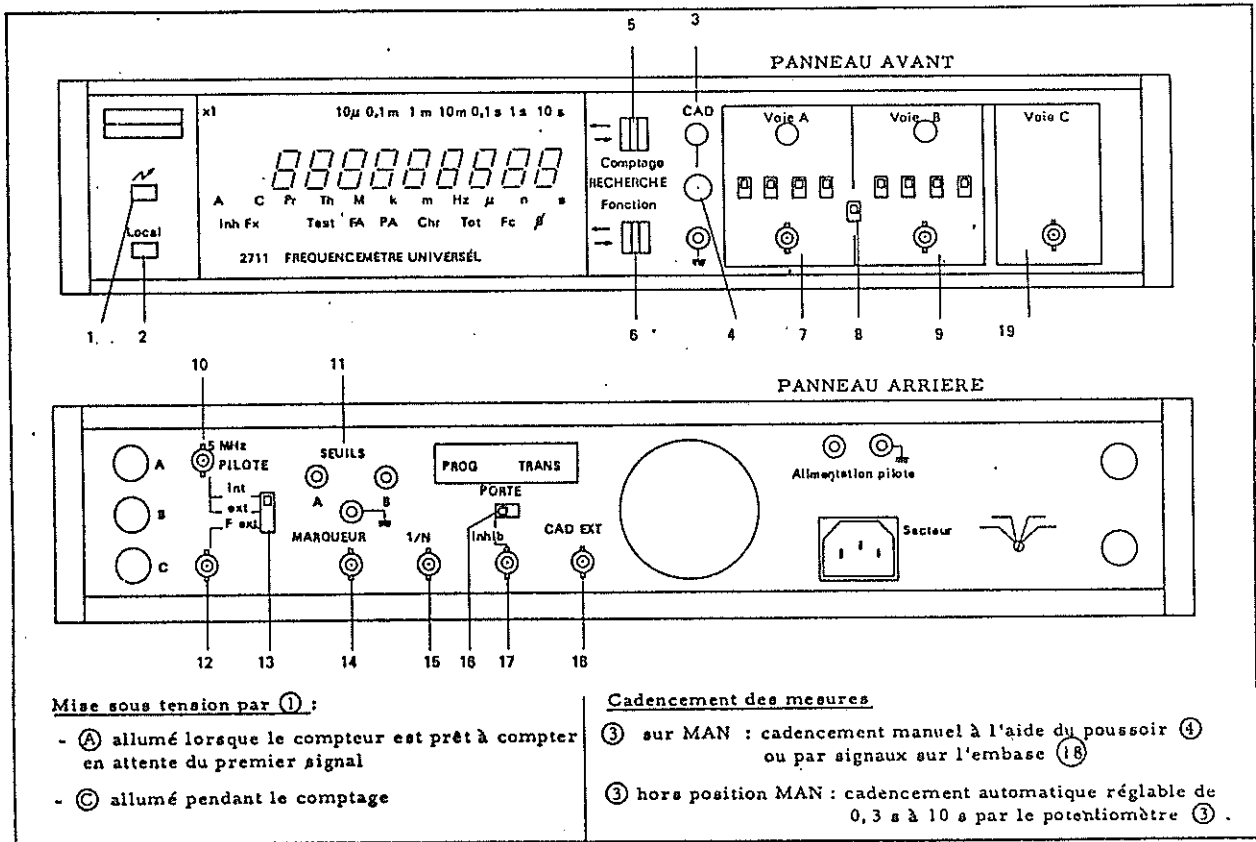 5 3
PANNEAU AVANT
x1 10μ 0,1m 1m 10m 0,1s 1s 10s
CAD
Voie A
Voie B
Voie C
Comptage
RECHERCHE
Fonction
A C Pr Th M k m Hz μ n s
Inh Fx Test FA PA Chr Tot Fc ∅
Local
2711 FREQUENCEMÈTRE UNIVERSÉL
1 2 6 4 7 8 9 19
10 11
PANNEAU ARRIERE
A
B
C
5 MHz
PILOTE
int
ext
F ext
SEUILS
A B
MARQUEUR
1/N
PROG TRANS
PORTE
Inhib
CAD EXT
Alimentation pilote
Secteur
12 13 14 15 16 17 18
Mise sous tension par ① :
- Ⓐ allumé lorsque le compteur est prêt à compter
en attente du premier signal
- Ⓒ allumé pendant le comptage
Cadencement des mesures
③ sur MAN : cadencement manuel à l'aide du poussoir ④
ou par signaux sur l'embase ⑱
③ hors position MAN : cadencement automatique réglable de
0,3 s à 10 s par le potentiomètre ③ .